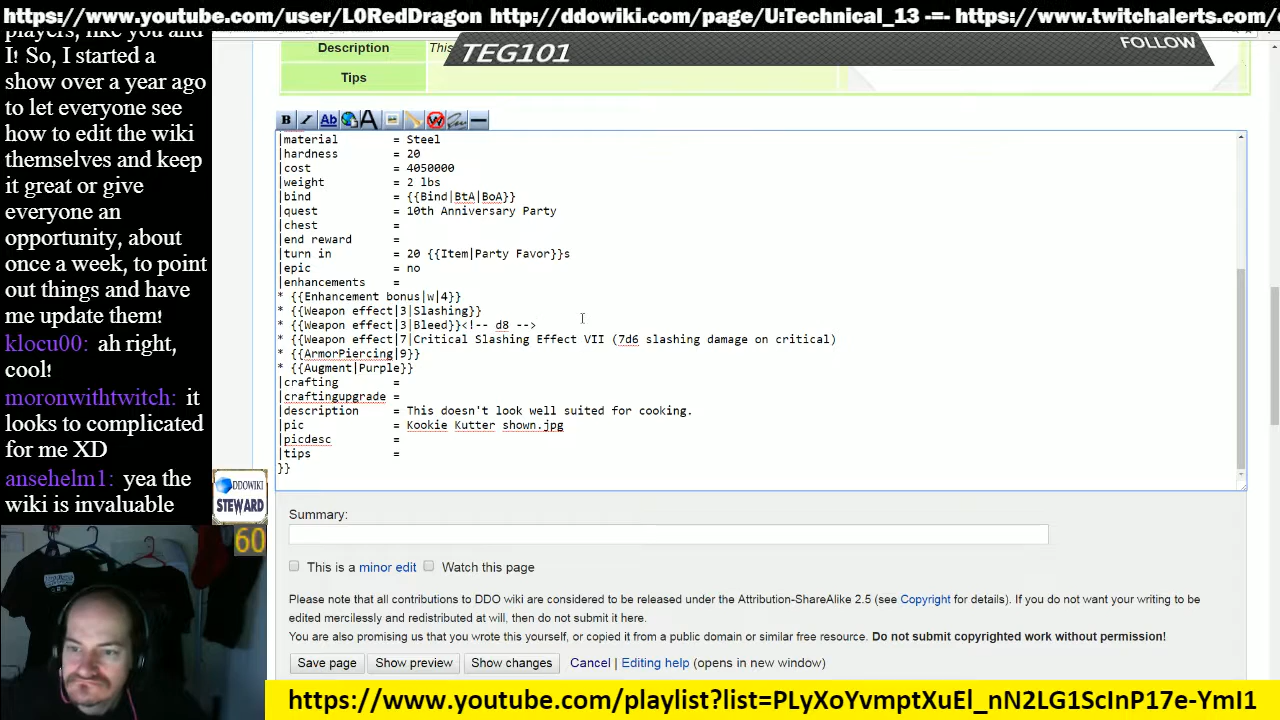 https://www.youtube.com/user/L0RedDragon http://ddowiki.com/page/U:Technical_13 -=- https://www.twitchalerts.com/
players, like you and
I! So, I started a
show over a year ago
to let everyone see
how to edit the wiki
themselves and keep
it great or give
everyone an
opportunity, about
once a week, to point
out things and have
me update them!
klocu00: ah right,
cool!
moronwithtwitch: it
looks to complicated
for me XD
ansehelm1: yea the
wiki is invaluable
DDOWIKI
STEWARD
60
Description This
Tips
TEG101
FOLLOW
B I Ab A W
|material = Steel
|hardness = 20
|cost = 4050000
|weight = 2 lbs
|bind = {{Bind|BtA|BoA}}
|quest = 10th Anniversary Party
|chest =
|end reward =
|turn in = 20 {{Item|Party Favor}}s
|epic = no
|enhancements =
* {{Enhancement bonus|w|4}}
* {{Weapon effect|3|Slashing}}
* {{Weapon effect|3|Bleed}}<!-- d8 -->
* {{Weapon effect|7|Critical Slashing Effect VII (7d6 slashing damage on critical)
* {{ArmorPiercing|9}}
* {{Augment|Purple}}
|crafting =
|craftingupgrade =
|description = This doesn't look well suited for cooking.
|pic = Kookie Kutter shown.jpg
|picdesc =
|tips =
}}
Summary:
This is a minor edit Watch this page
Please note that all contributions to DDO wiki are considered to be released under the Attribution-ShareAlike 2.5 (see Copyright for details). If you do not want your writing to be
edited mercilessly and redistributed at will, then do not submit it here.
You are also promising us that you wrote this yourself, or copied it from a public domain or similar free resource. Do not submit copyrighted work without permission!
Save page Show preview Show changes Cancel | Editing help (opens in new window)
https://www.youtube.com/playlist?list=PLyXoYvmptXuEl_nN2LG1ScInP17e-YmI1